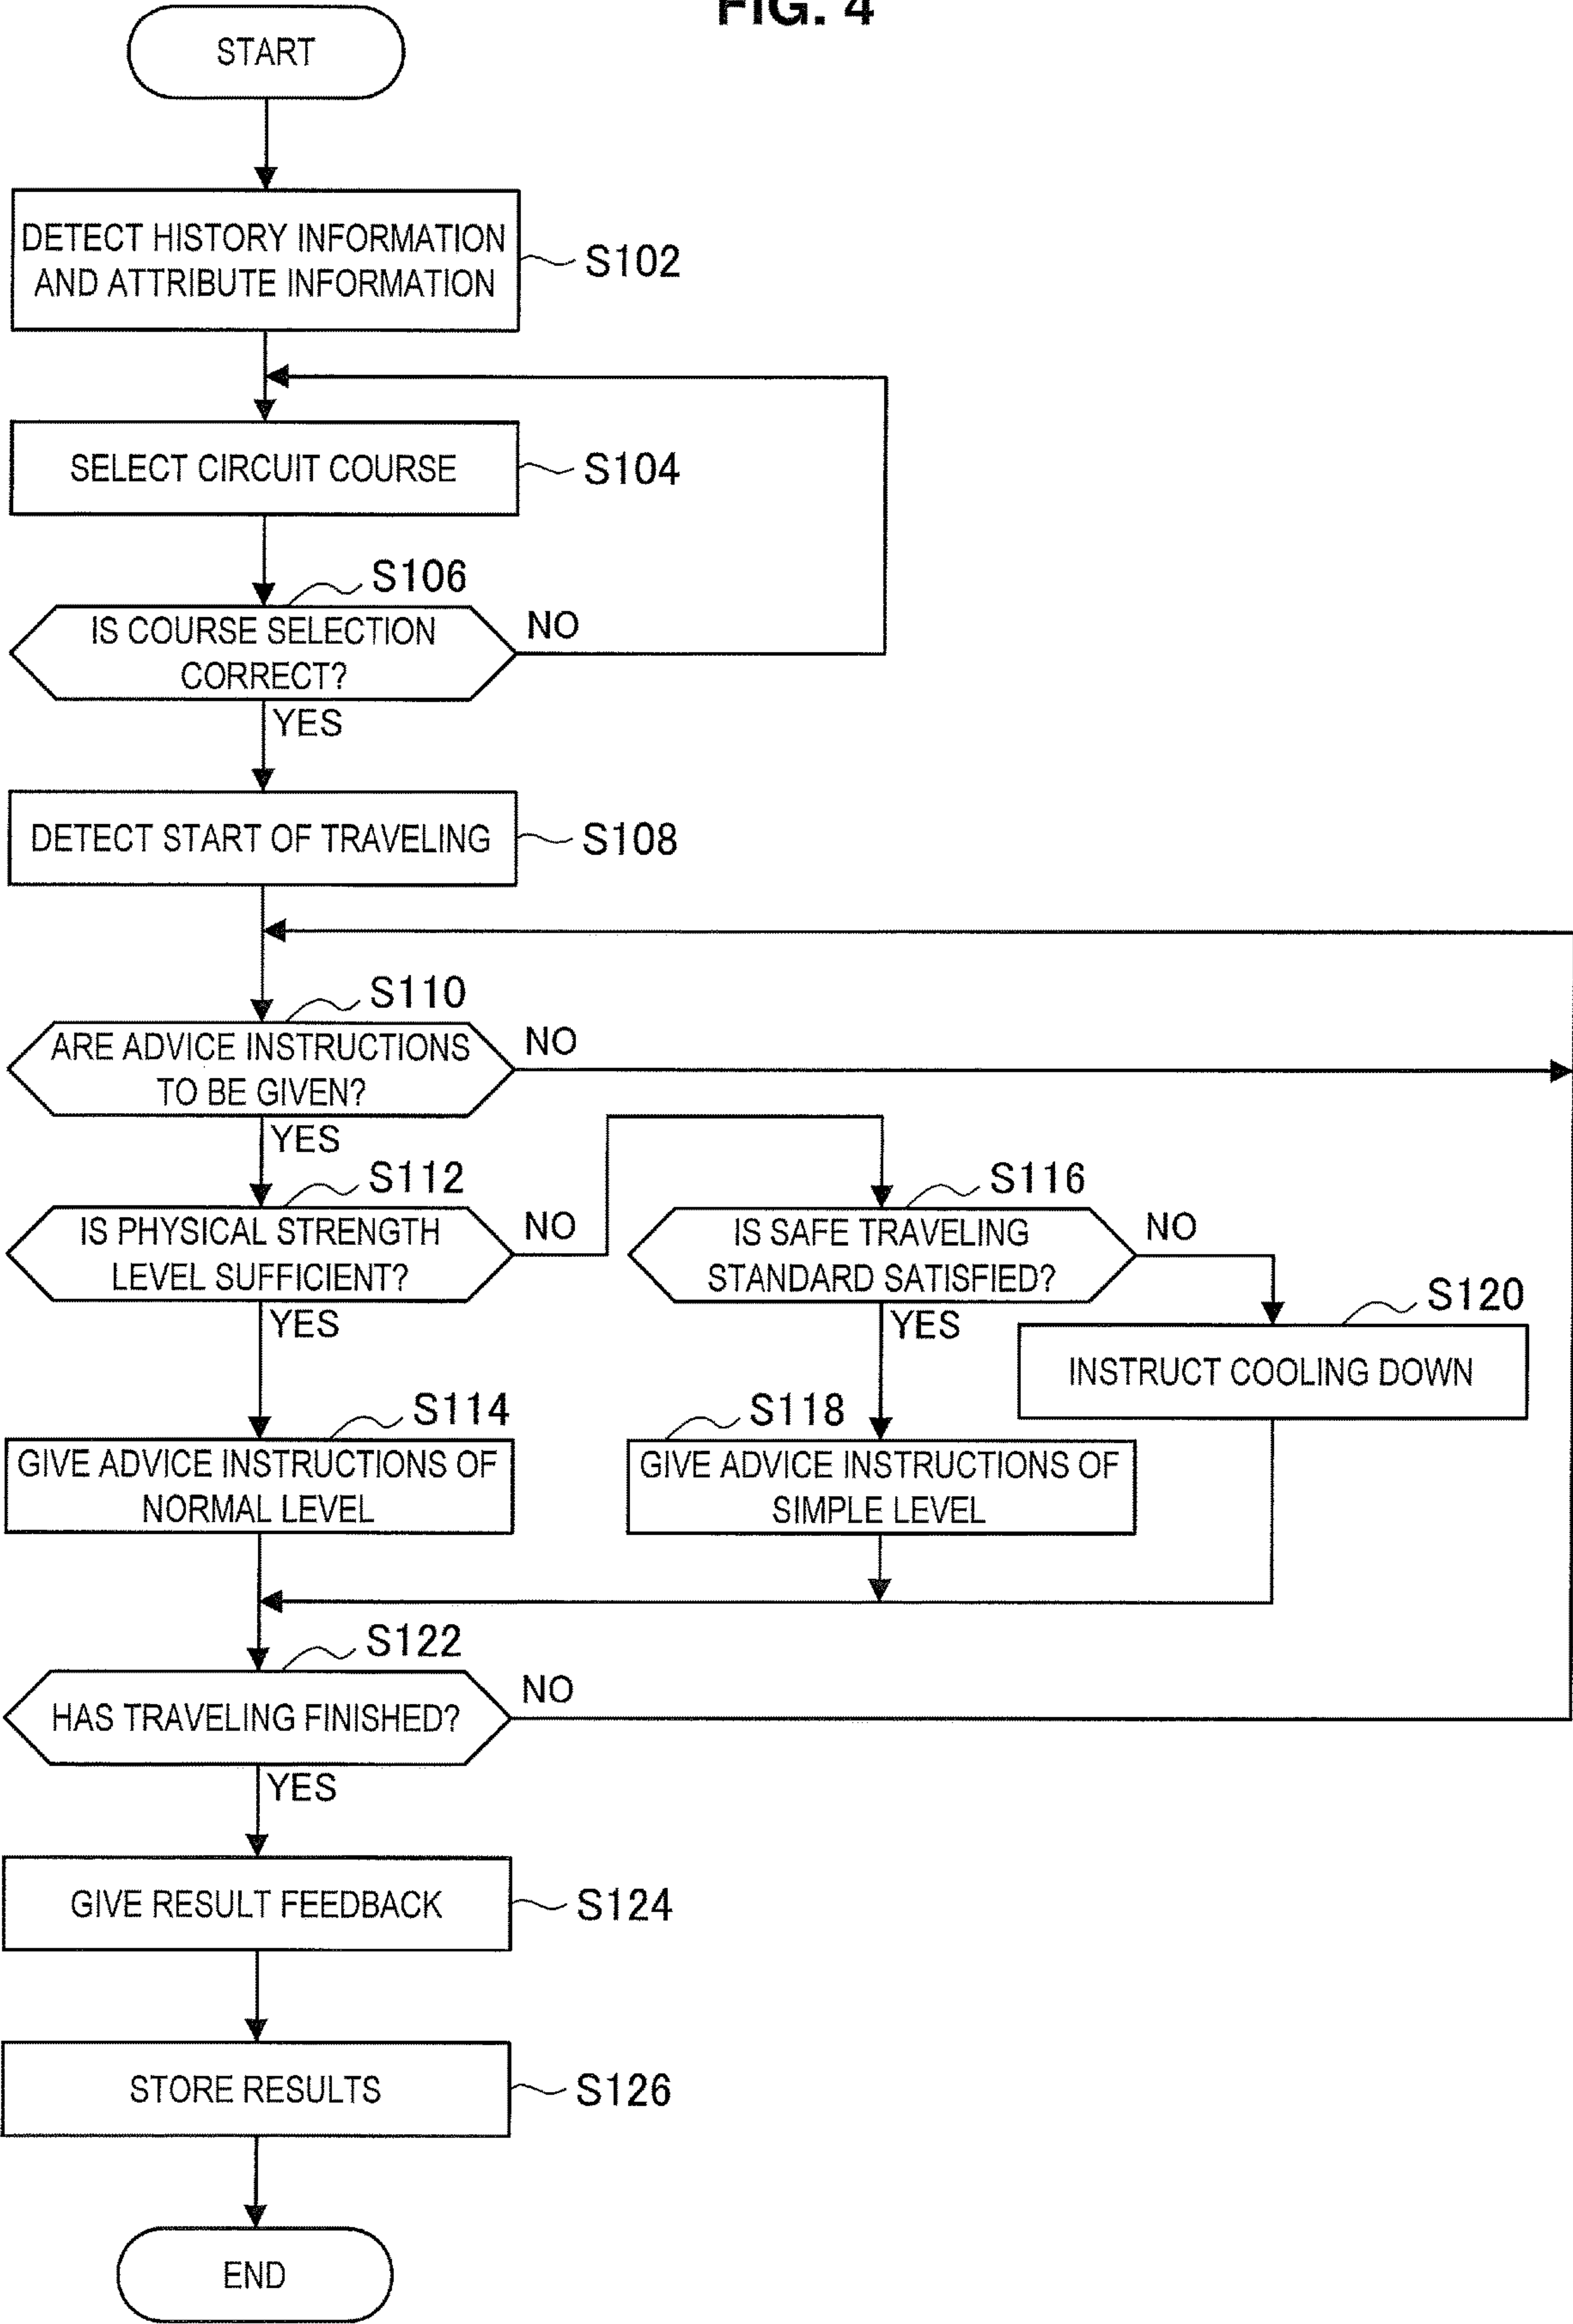 FIG. 4
START
DETECT HISTORY INFORMATION
AND ATTRIBUTE INFORMATION
S102
SELECT CIRCUIT COURSE
S104
S106
IS COURSE SELECTION
CORRECT?
NO
YES
DETECT START OF TRAVELING
S108
S110
ARE ADVICE INSTRUCTIONS
TO BE GIVEN?
NO
YES
S112
IS PHYSICAL STRENGTH
LEVEL SUFFICIENT?
NO
YES
S116
IS SAFE TRAVELING
STANDARD SATISFIED?
NO
YES
S120
INSTRUCT COOLING DOWN
S114
GIVE ADVICE INSTRUCTIONS OF
NORMAL LEVEL
S118
GIVE ADVICE INSTRUCTIONS OF
SIMPLE LEVEL
S122
HAS TRAVELING FINISHED?
NO
YES
GIVE RESULT FEEDBACK
S124
STORE RESULTS
S126
END